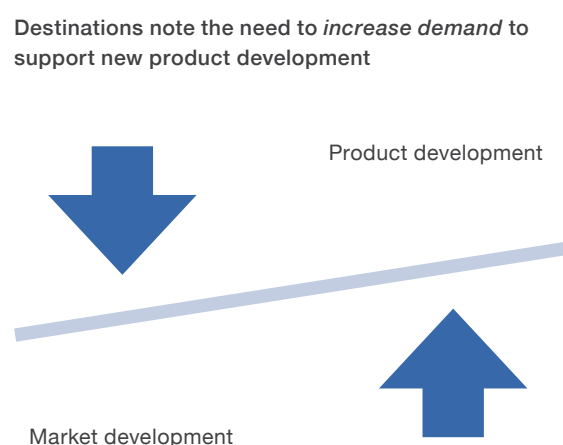 Destinations note the need to increase demand to
support new product development
Product development
Market development